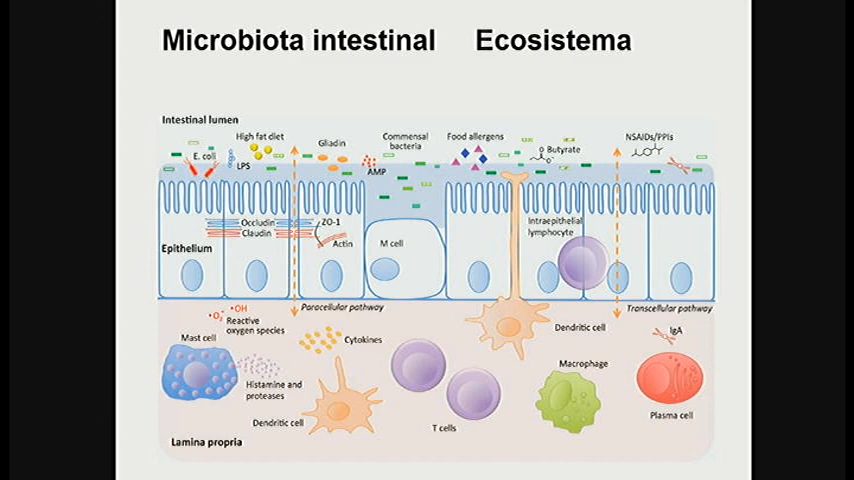 Microbiota intestinal Ecosistema
Intestinal lumen
High fat diet
Gliadin
Commensal
bacteria
Food allergens
Butyrate
NSAIDs/PPIs
E. coli
LPS
AMP
Occludin
Claudin
ZO-1
Actin
Epithelium
M cell
Intraepithelial
lymphocyte
Paracellular pathway
Transcellular pathway
•O₂⁻
•OH
Reactive
oxygen species
Mast cell
Cytokines
Dendritic cell
IgA
Histamine and
proteases
Macrophage
Dendritic cell
T cells
Plasma cell
Lamina propria